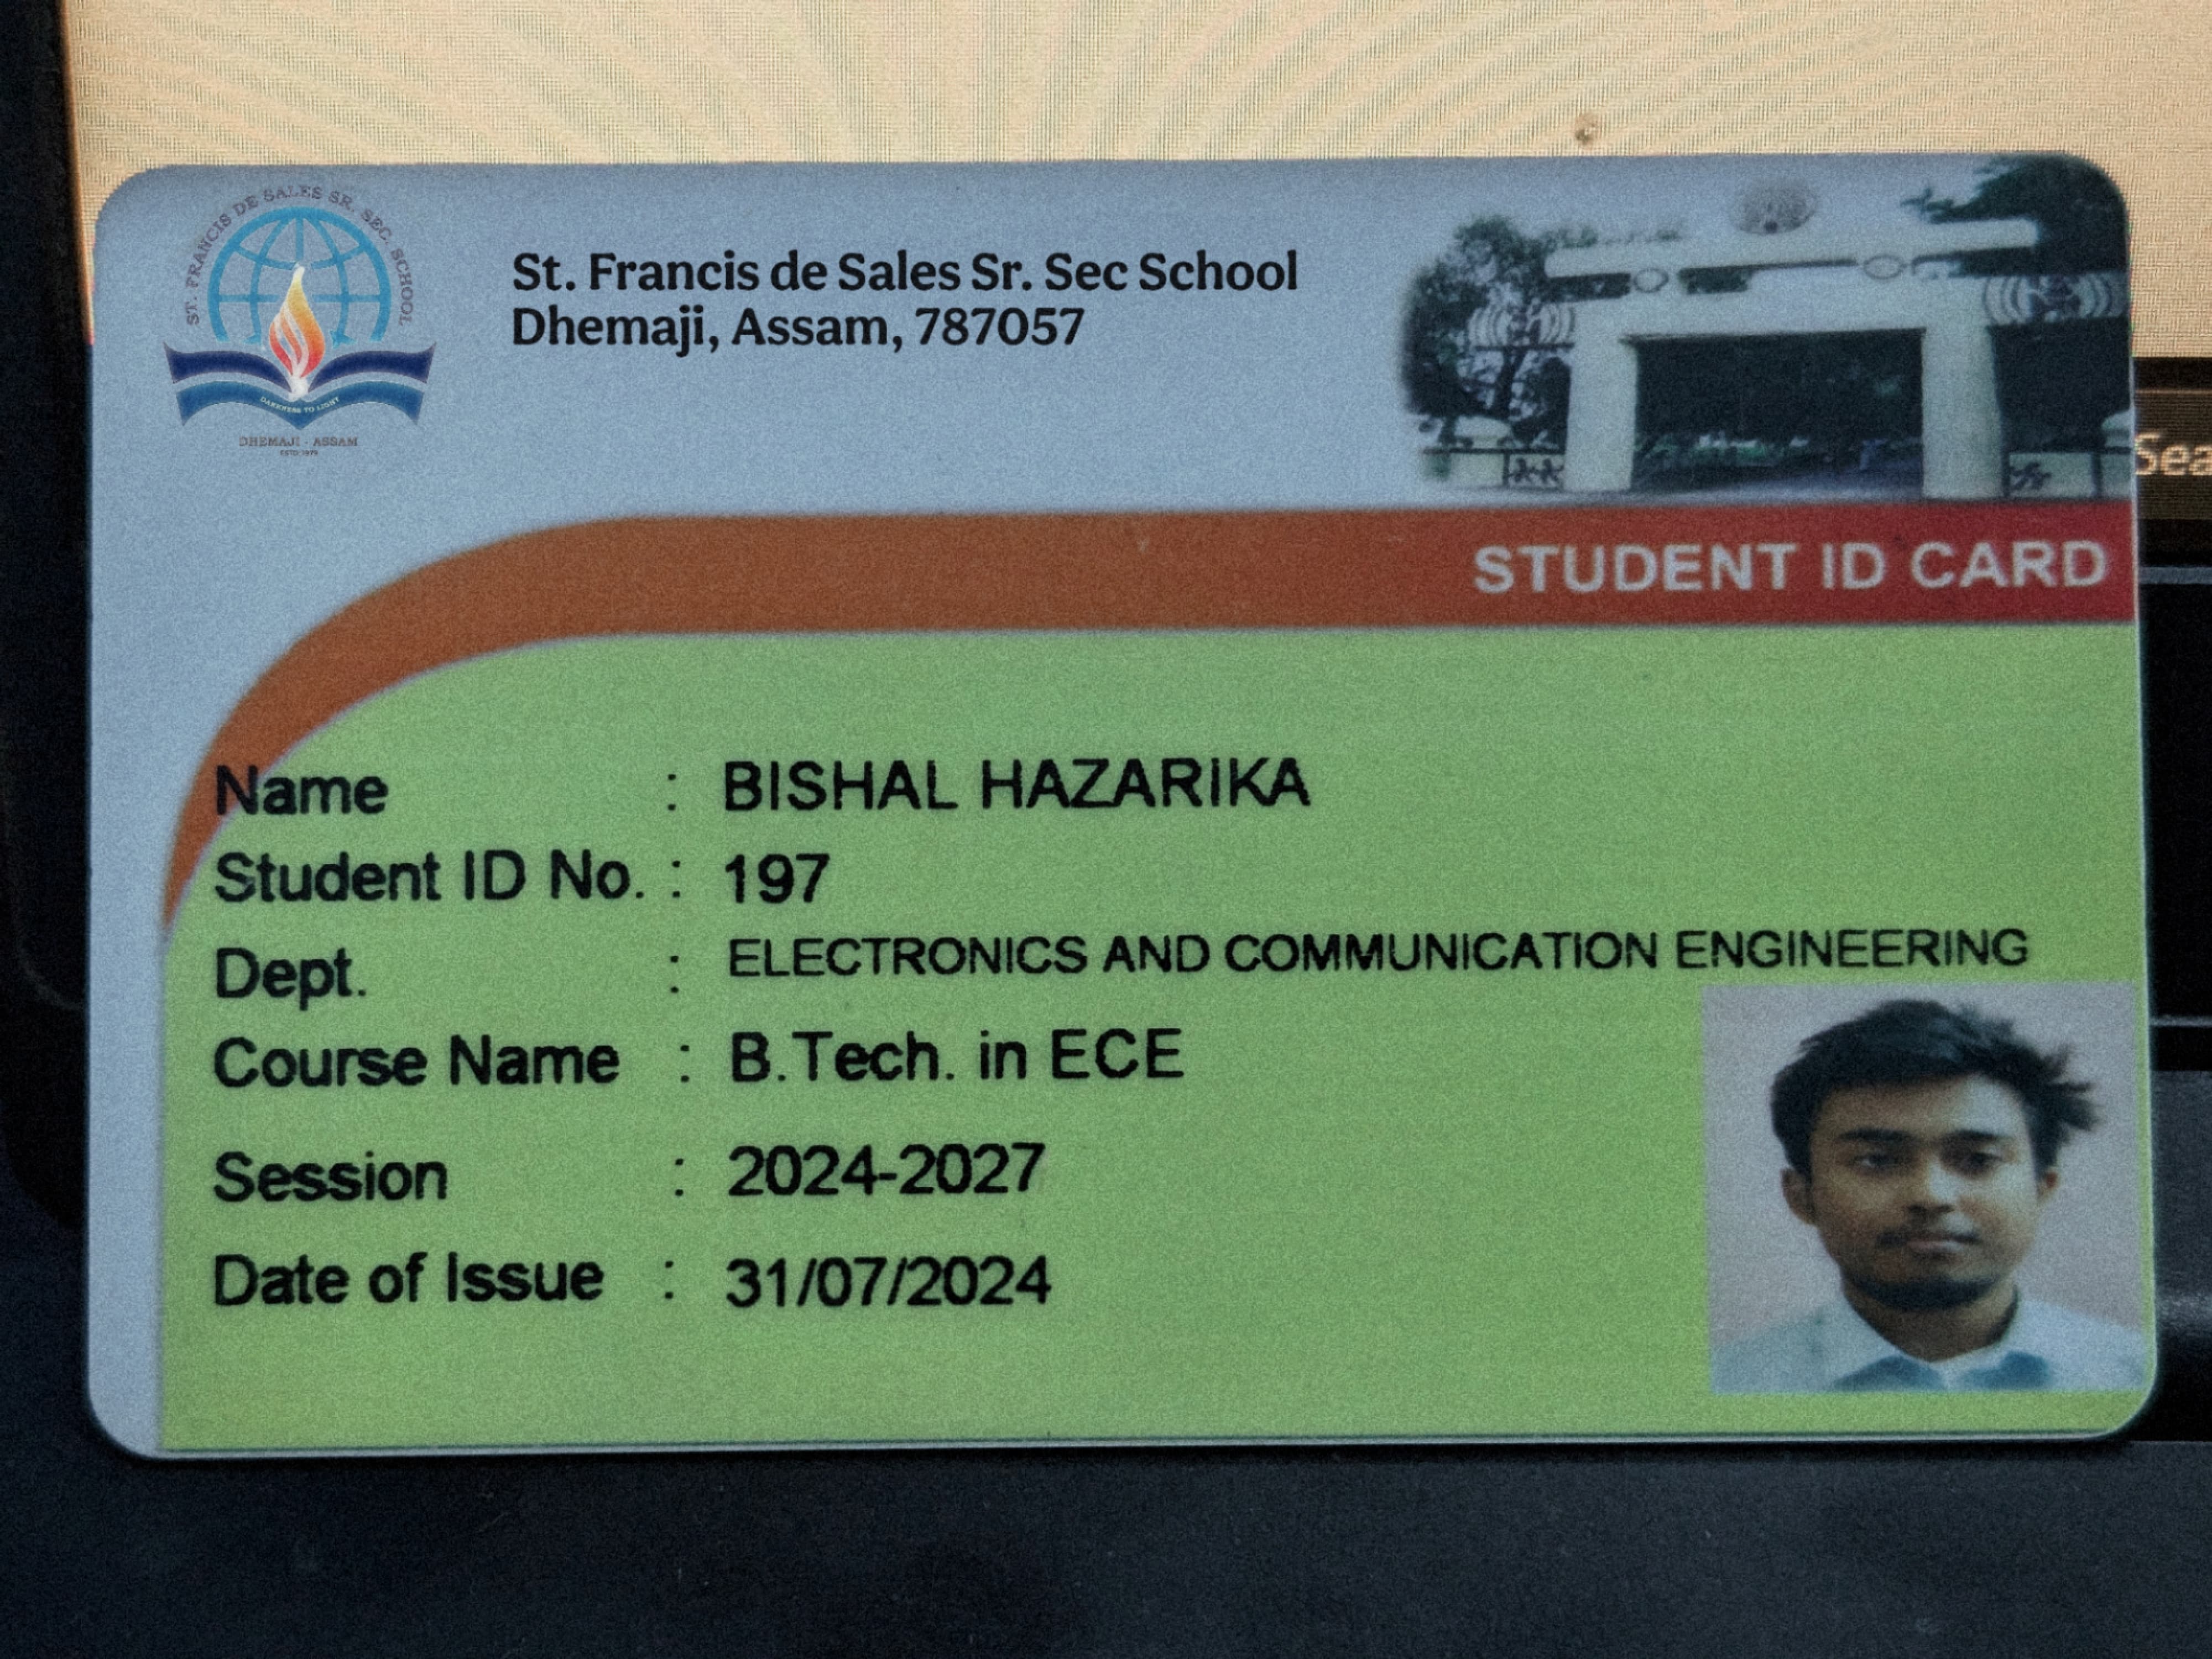 ST. FRANCIS DE SALES SR. SEC. SCHOOL
DARKNESS TO LIGHT
DHEMAJI - ASSAM
St. Francis de Sales Sr. Sec School
Dhemaji, Assam, 787057
STUDENT ID CARD
Name : BISHAL HAZARIKA
Student ID No. : 197
Dept. : ELECTRONICS AND COMMUNICATION ENGINEERING
Course Name : B.Tech. in ECE
Session : 2024-2027
Date of Issue : 31/07/2024
Sea